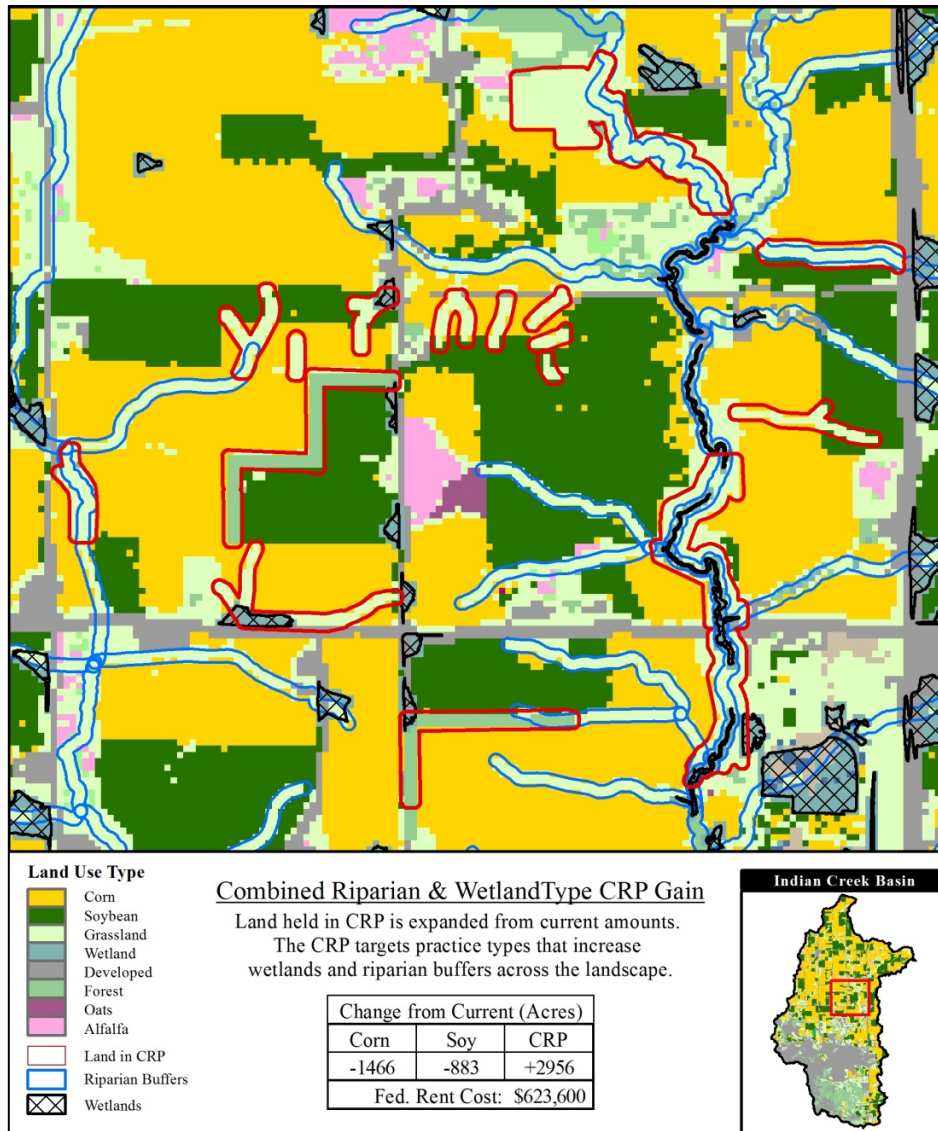 Land Use Type
Corn
Soybean
Grassland
Wetland
Developed
Forest
Oats
Alfalfa
Land in CRP
Riparian Buffers
Wetlands
Combined Riparian & WetlandType CRP Gain
Land held in CRP is expanded from current amounts.
The CRP targets practice types that increase
wetlands and riparian buffers across the landscape.
Change from Current (Acres)
Corn Soy CRP
-1466 -883 +2956
Fed. Rent Cost: $623,600
Indian Creek Basin